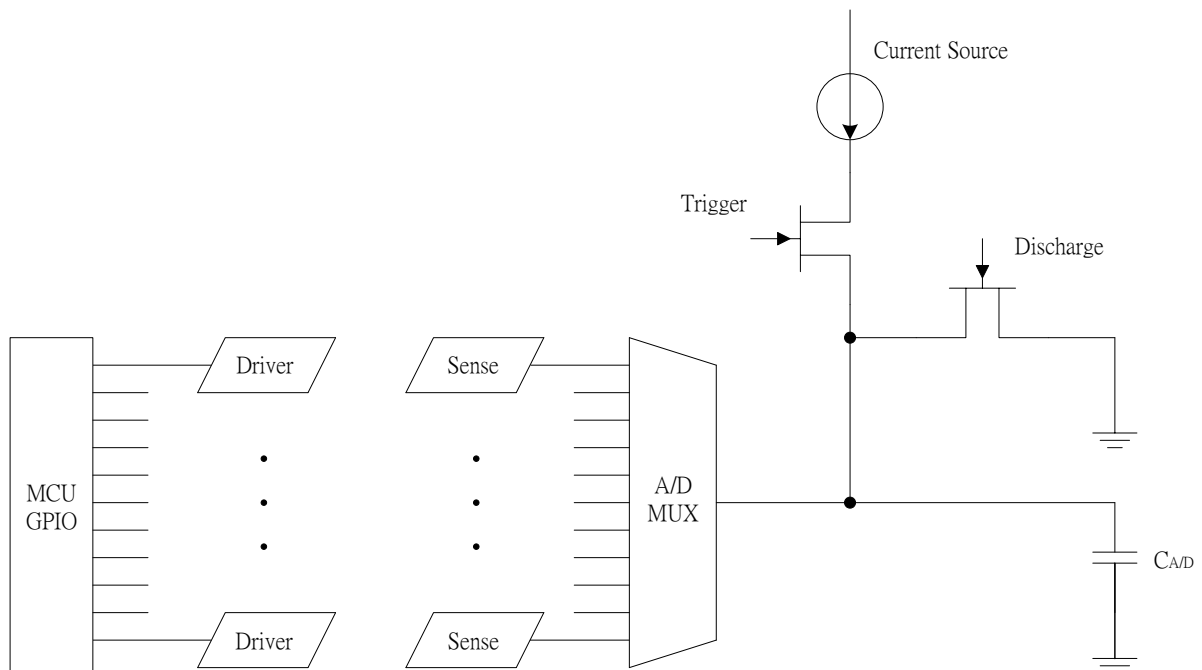 Current Source
Trigger
Discharge
Driver
Sense
MCU
GPIO
A/D
MUX
CA/D
Driver
Sense